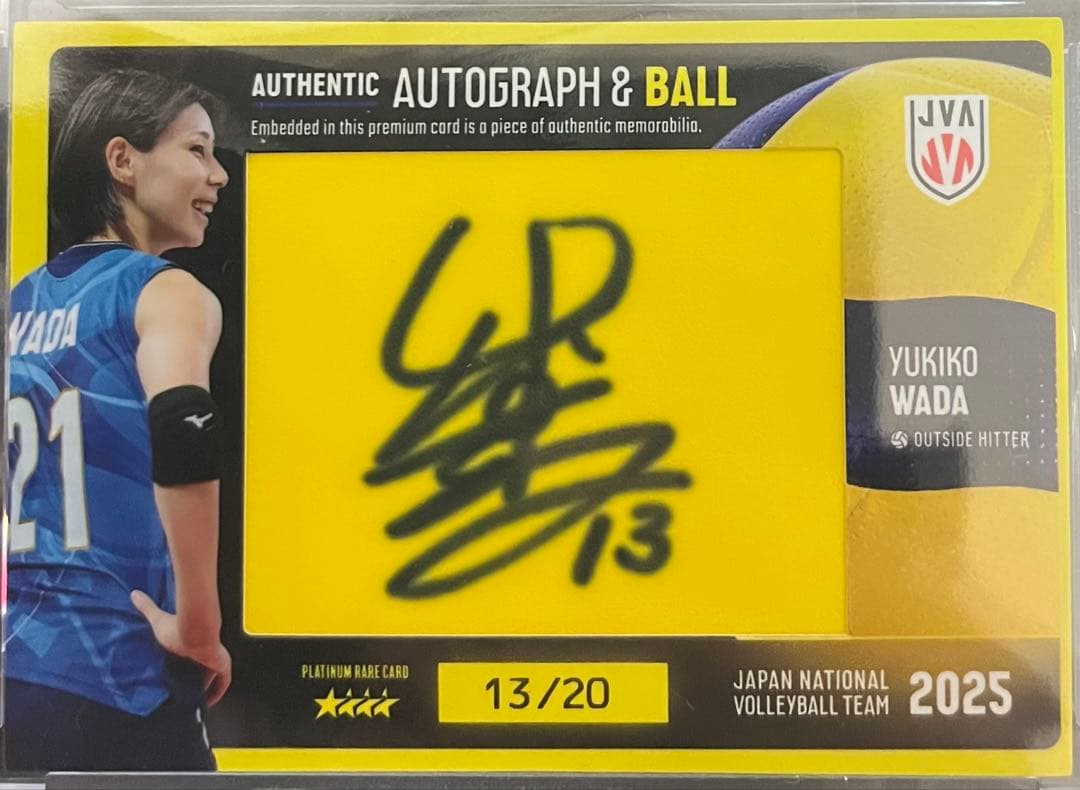 AUTHENTIC AUTOGRAPH & BALL
Embedded in this premium card is a piece of authentic memorabilia.
JVA
WADA
21
13
YUKIKO
WADA
OUTSIDE HITTER
PLATINUM RARE CARD
13/20
JAPAN NATIONAL
VOLLEYBALL TEAM
2025